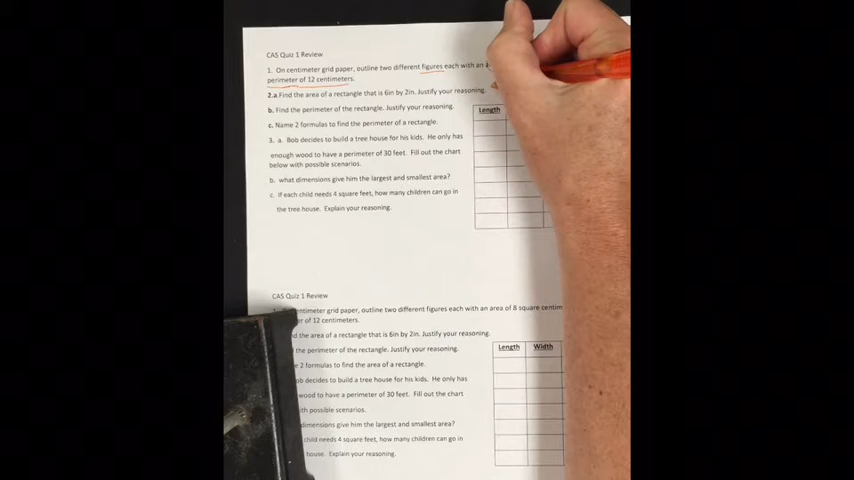 CAS Quiz 1 Review
1. On centimeter grid paper, outline two different figures each with an
perimeter of 12 centimeters.
2.a Find the area of a rectangle that is 6in by 2in. Justify your reasoning.
b. Find the perimeter of the rectangle. Justify your reasoning.
Length
c. Name 2 formulas to find the perimeter of a rectangle.
3. a. Bob decides to build a tree house for his kids. He only has
enough wood to have a perimeter of 30 feet. Fill out the chart
below with possible scenarios.
b. what dimensions give him the largest and smallest area?
c. If each child needs 4 square feet, how many children can go in
the tree house. Explain your reasoning.
CAS Quiz 1 Review
centimeter grid paper, outline two different figures each with an area of 8 square centim
of 12 centimeters.
the area of a rectangle that is 6in by 2in. Justify your reasoning.
the perimeter of the rectangle. Justify your reasoning.
Length Width
2 formulas to find the area of a rectangle.
ob decides to build a tree house for his kids. He only has
wood to have a perimeter of 30 feet. Fill out the chart
ith possible scenarios.
dimensions give him the largest and smallest area?
child needs 4 square feet, how many children can go in
house. Explain your reasoning.